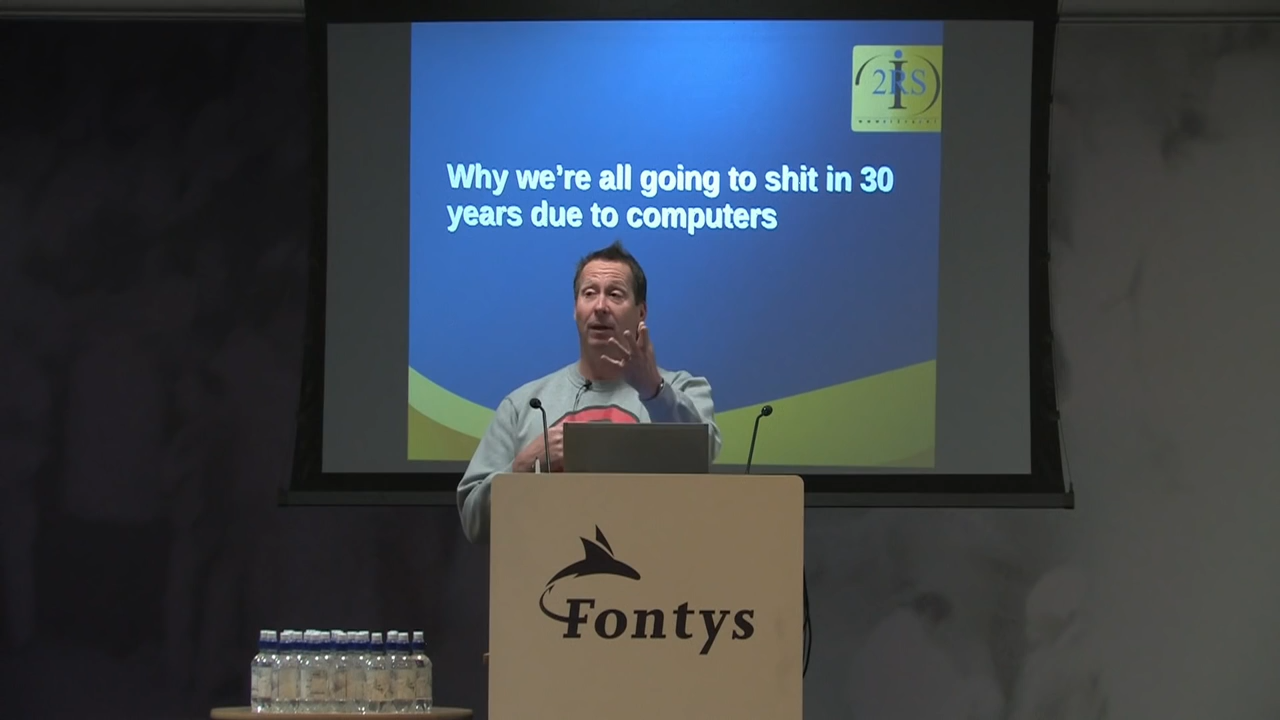 i
2RS
Why we're all going to shit in 30
years due to computers
Fontys